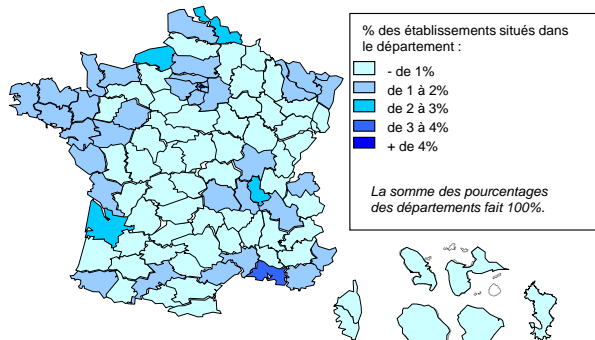 % des établissements situés dans
le département :
- de 1%
de 1 à 2%
de 2 à 3%
de 3 à 4%
+ de 4%
La somme des pourcentages
des départements fait 100%.